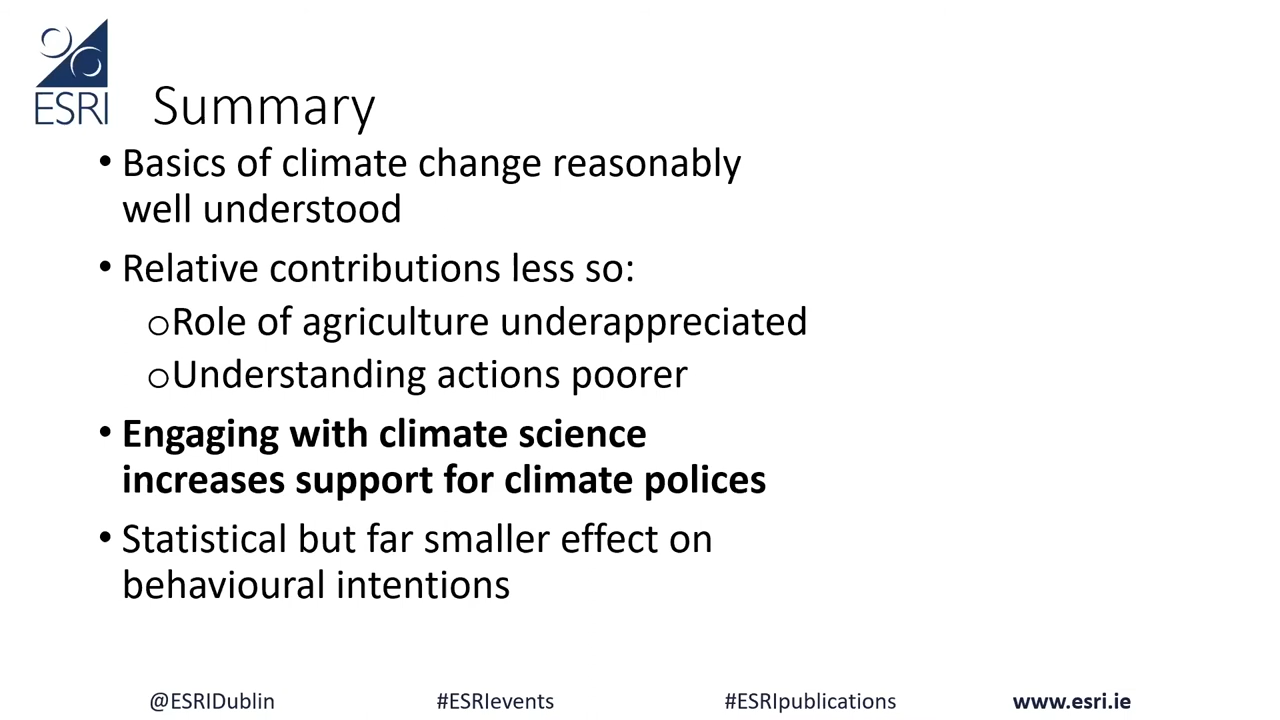 ESRI
Summary
• Basics of climate change reasonably
well understood
• Relative contributions less so:
oRole of agriculture underappreciated
oUnderstanding actions poorer
• Engaging with climate science
increases support for climate polices
• Statistical but far smaller effect on
behavioural intentions
@ESRIDublin #ESRIevents #ESRIpublications www.esri.ie